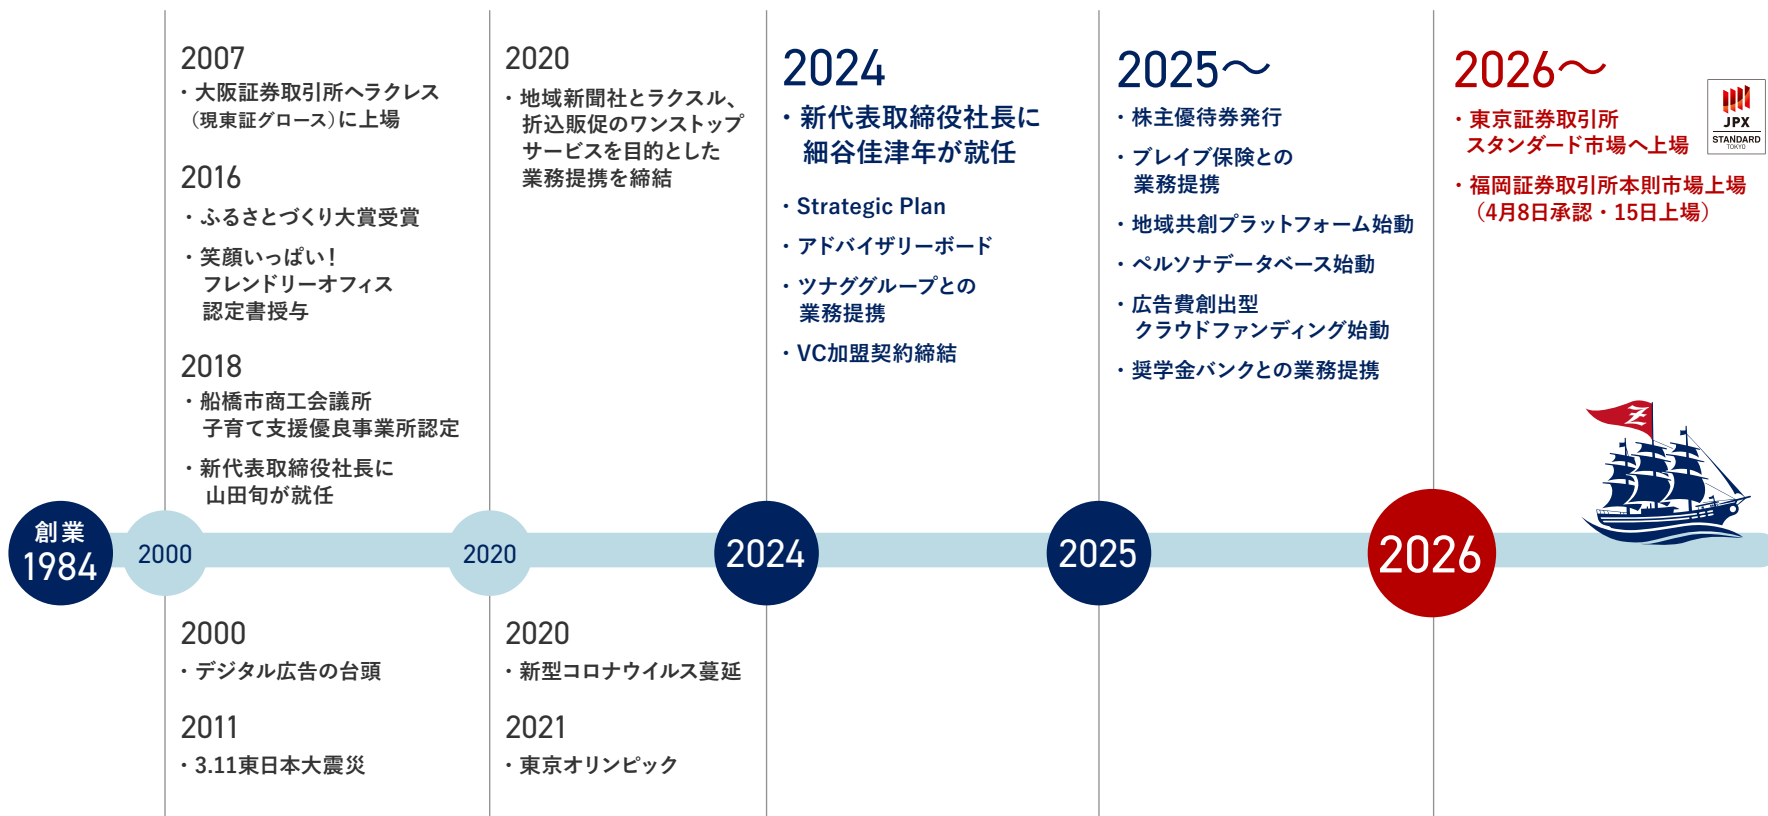 2007
・大阪証券取引所ヘラクレス
（現東証グロース）に上場
2016
・ふるさとづくり大賞受賞
・笑顔いっぱい！
フレンドリーオフィス
認定書授与
2018
・船橋市商工会議所
子育て支援優良事業所認定
・新代表取締役社長に
山田旬が就任
2020
・地域新聞社とラクスル、
折込販促のワンストップ
サービスを目的とした
業務提携を締結
2024
・新代表取締役社長に
細谷佳津年が就任
・Strategic Plan
・アドバイザリーボード
・ツナググループとの
業務提携
・VC加盟契約締結
2025〜
・株主優待券発行
・ブレイブ保険との
業務提携
・地域共創プラットフォーム始動
・ペルソナデータベース始動
・広告費創出型
クラウドファンディング始動
・奨学金バンクとの業務提携
2026〜
・東京証券取引所
スタンダード市場へ上場
JPX
STANDARD
TOKYO
・福岡証券取引所本則市場上場
（4月8日承認・15日上場）
Z
創業
1984
2000
2020
2024
2025
2026
2000
・デジタル広告の台頭
2011
・3.11東日本大震災
2020
・新型コロナウイルス蔓延
2021
・東京オリンピック